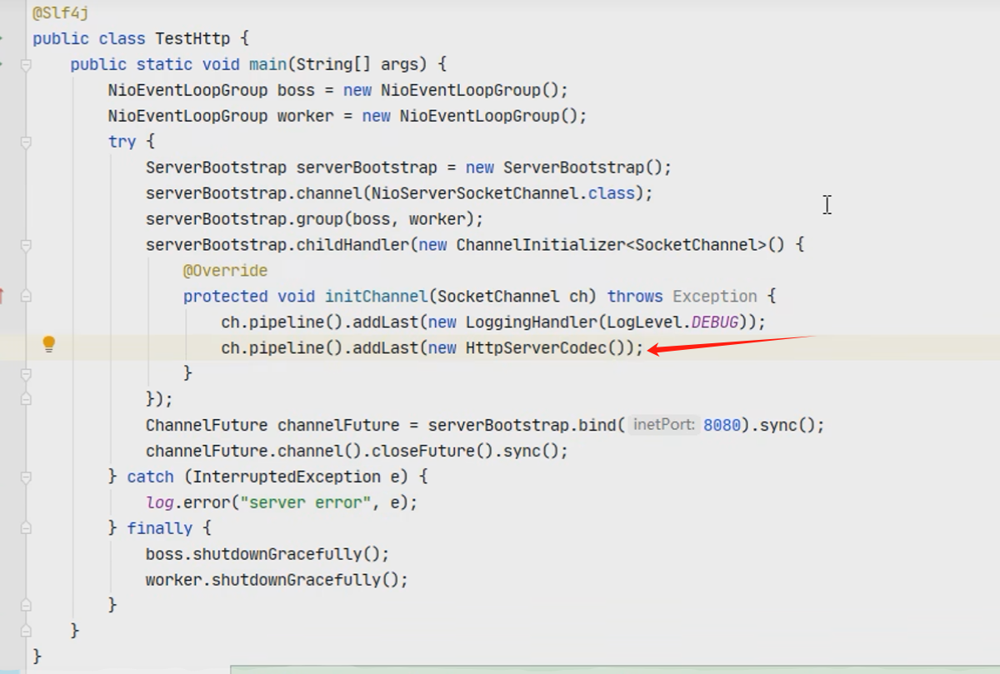 @Slf4j
public class TestHttp {
    public static void main(String[] args) {
        NioEventLoopGroup boss = new NioEventLoopGroup();
        NioEventLoopGroup worker = new NioEventLoopGroup();
        try {
            ServerBootstrap serverBootstrap = new ServerBootstrap();
            serverBootstrap.channel(NioServerSocketChannel.class);
            serverBootstrap.group(boss, worker);
            serverBootstrap.childHandler(new ChannelInitializer<SocketChannel>() {
                @Override
                protected void initChannel(SocketChannel ch) throws Exception {
                    ch.pipeline().addLast(new LoggingHandler(LogLevel.DEBUG));
                    ch.pipeline().addLast(new HttpServerCodec());
                }
            });
            ChannelFuture channelFuture = serverBootstrap.bind( inetPort: 8080).sync();
            channelFuture.channel().closeFuture().sync();
        } catch (InterruptedException e) {
            log.error("server error", e);
        } finally {
            boss.shutdownGracefully();
            worker.shutdownGracefully();
        }
    }
}